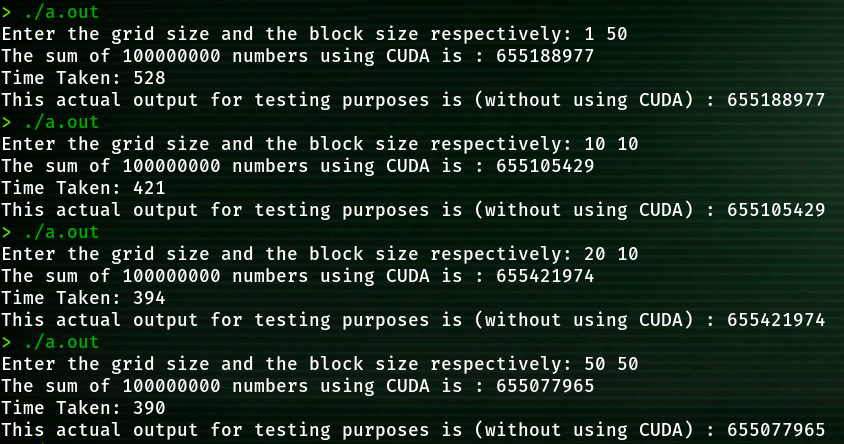 > ./a.out
Enter the grid size and the block size respectively: 1 50
The sum of 100000000 numbers using CUDA is : 655188977
Time Taken: 528
This actual output for testing purposes is (without using CUDA) : 655188977
> ./a.out
Enter the grid size and the block size respectively: 10 10
The sum of 100000000 numbers using CUDA is : 655105429
Time Taken: 421
This actual output for testing purposes is (without using CUDA) : 655105429
> ./a.out
Enter the grid size and the block size respectively: 20 10
The sum of 100000000 numbers using CUDA is : 655421974
Time Taken: 394
This actual output for testing purposes is (without using CUDA) : 655421974
> ./a.out
Enter the grid size and the block size respectively: 50 50
The sum of 100000000 numbers using CUDA is : 655077965
Time Taken: 390
This actual output for testing purposes is (without using CUDA) : 655077965